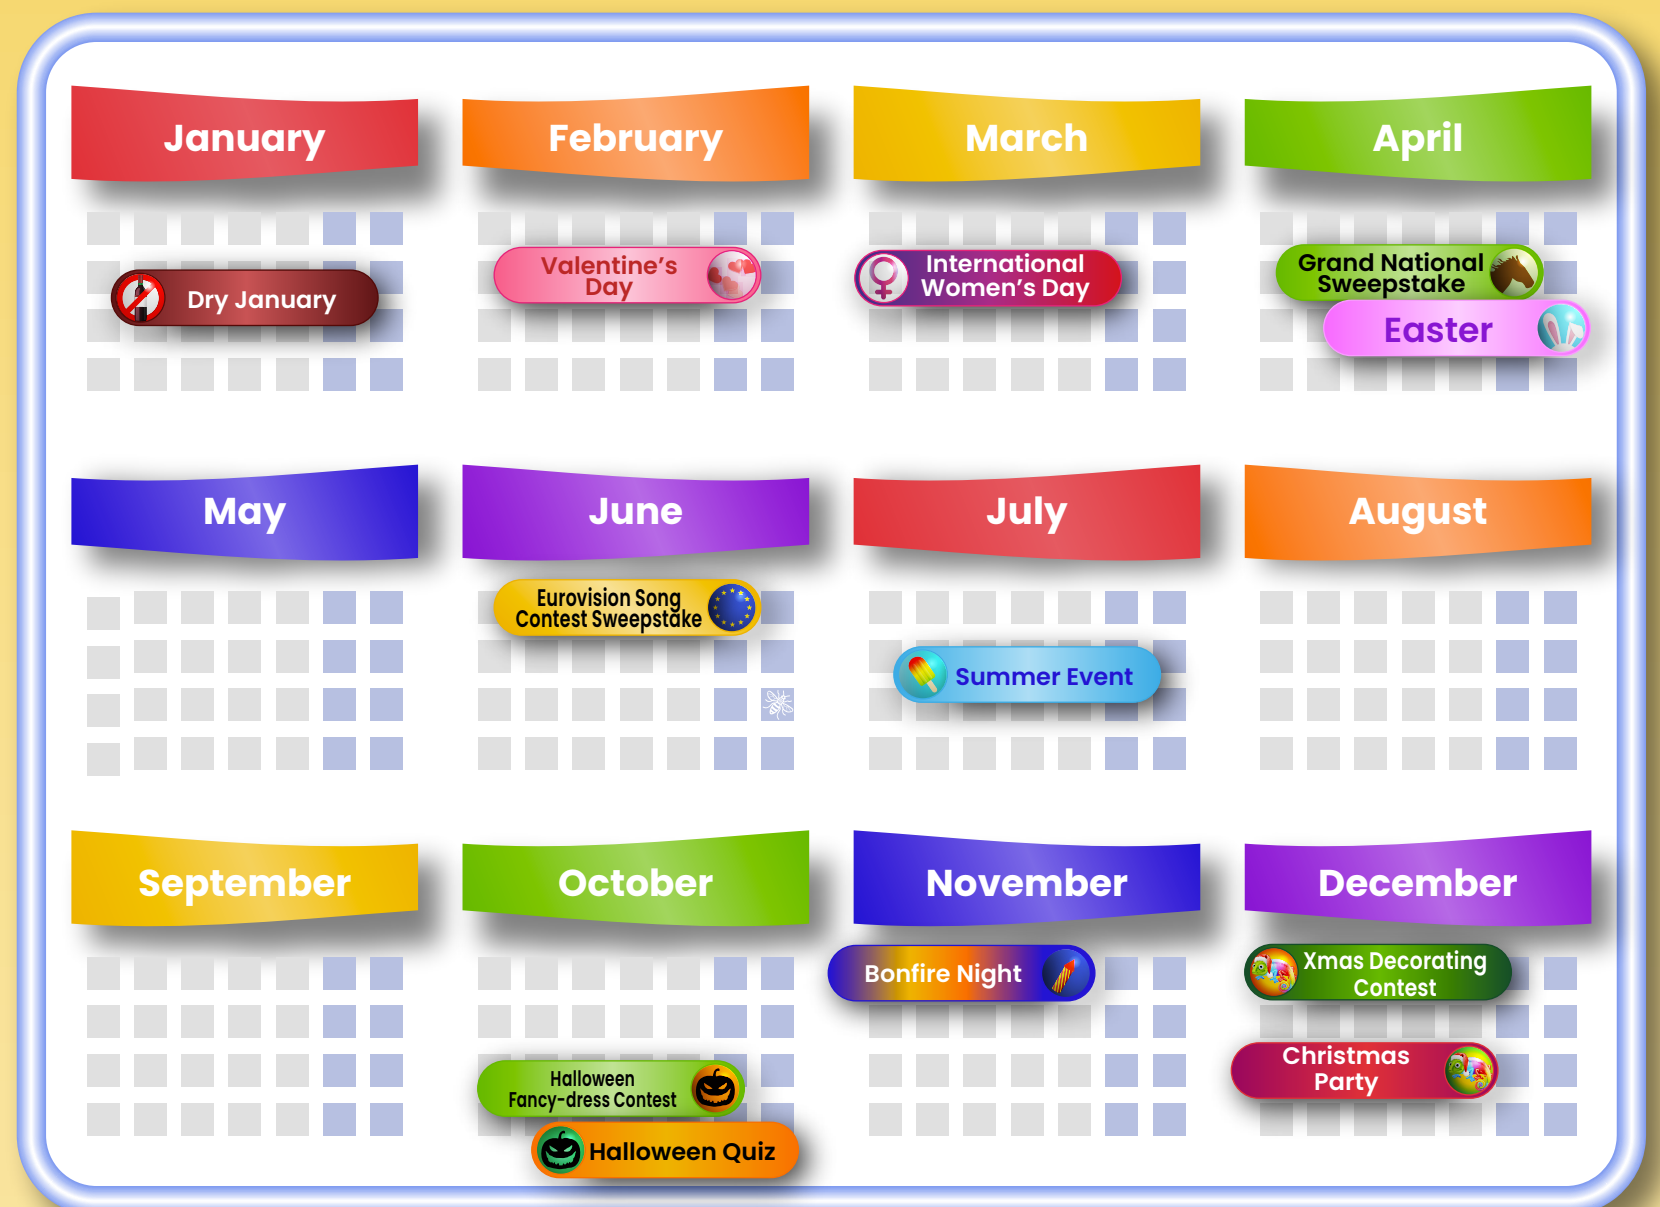 January
February
March
April
Dry January
Valentine's
Day
International
Women's Day
Grand National
Sweepstake
Easter
May
June
July
August
Eurovision Song
Contest Sweepstake
Summer Event
September
October
November
December
Halloween
Fancy-dress Contest
Halloween Quiz
Bonfire Night
Xmas Decorating
Contest
Christmas
Party